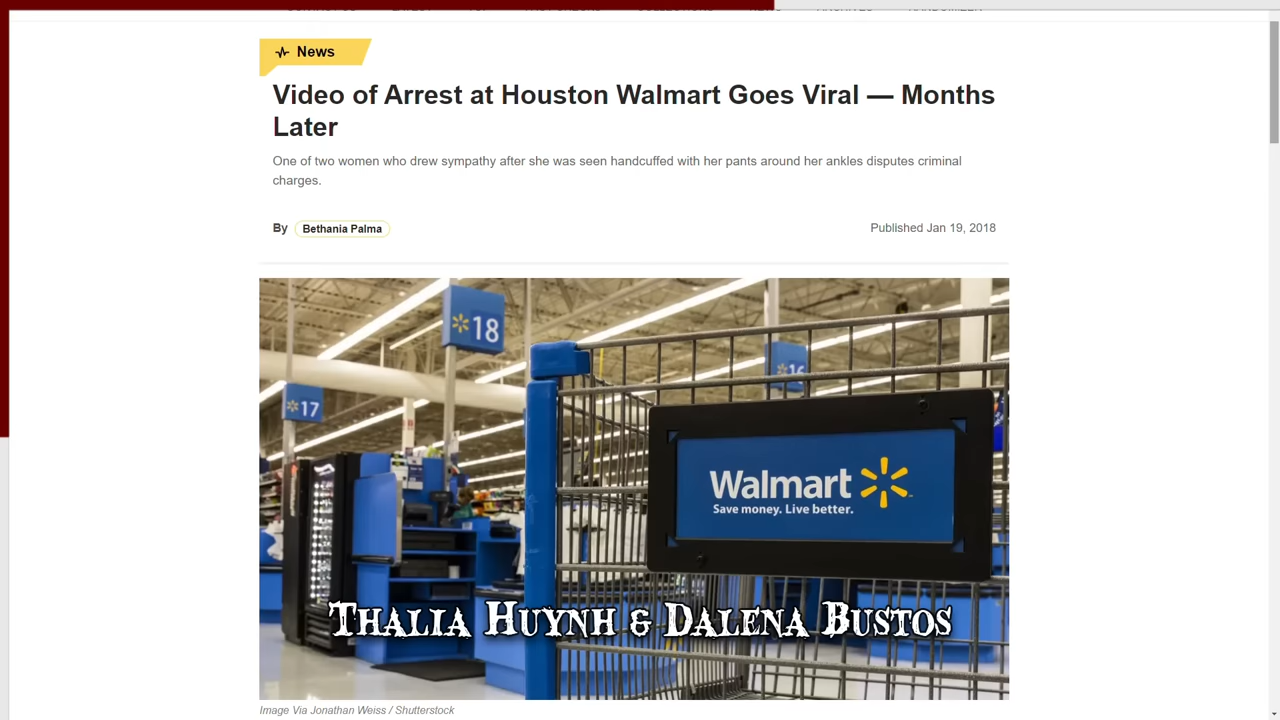 News
Video of Arrest at Houston Walmart Goes Viral — Months
Later
One of two women who drew sympathy after she was seen handcuffed with her pants around her ankles disputes criminal
charges.
By Bethania Palma
Published Jan 19, 2018
18
16
17
Walmart
Save money. Live better.
Thalia Huynh & Dalena Bustos
Image Via Jonathan Weiss / Shutterstock